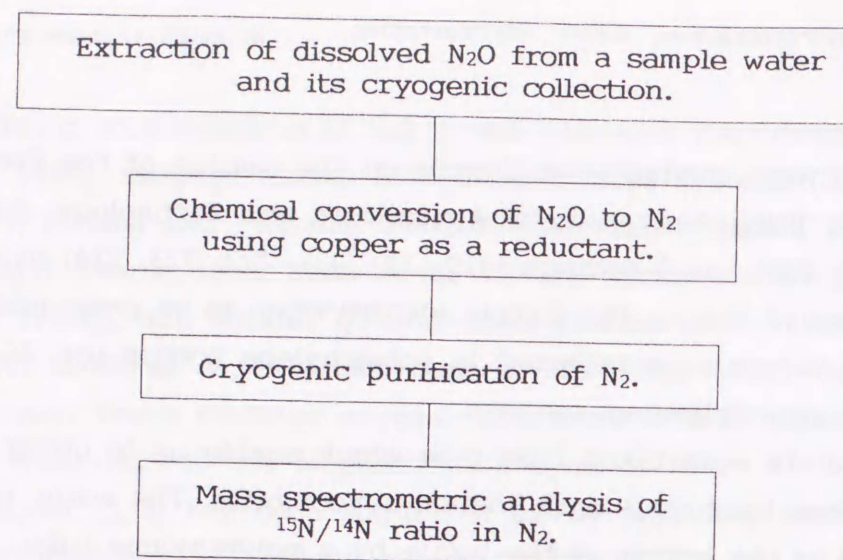 Extraction of dissolved N₂O from a sample water
and its cryogenic collection.
Chemical conversion of N₂O to N₂
using copper as a reductant.
Cryogenic purification of N₂.
Mass spectrometric analysis of
¹⁵N/¹⁴N ratio in N₂.